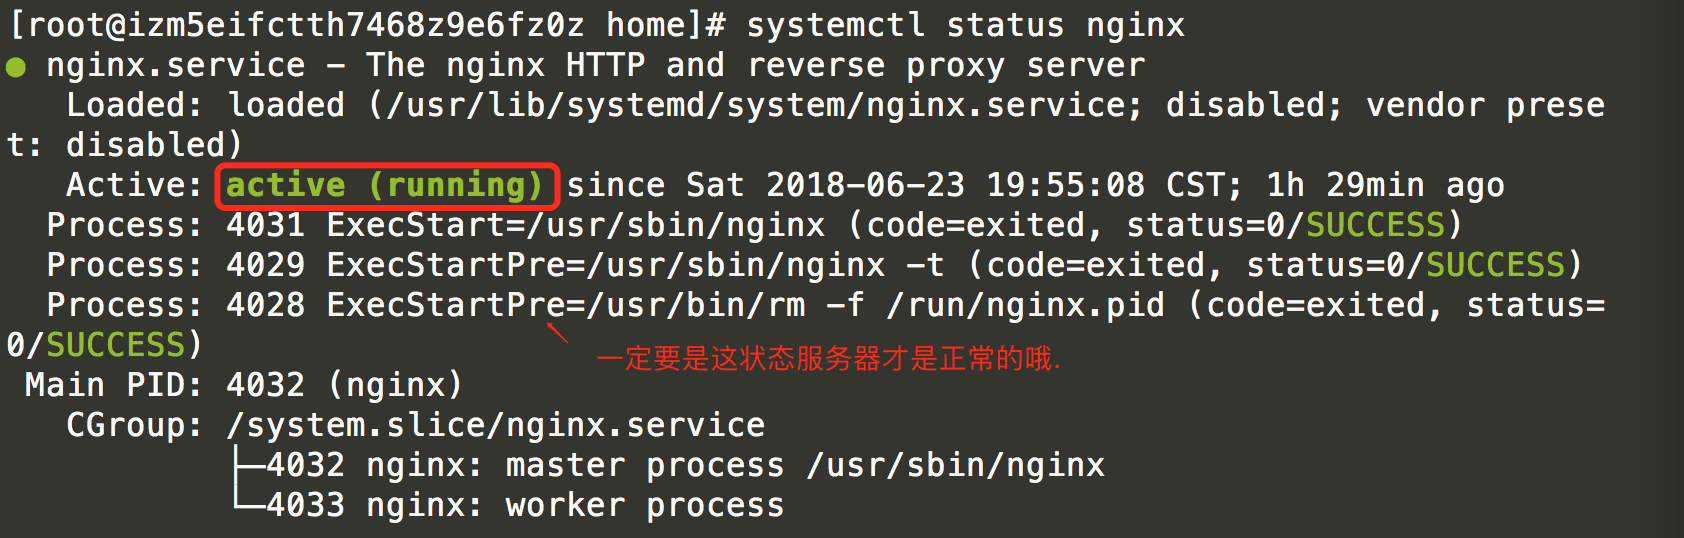 [root@izm5eifctth7468z9e6fz0z home]# systemctl status nginx
● nginx.service - The nginx HTTP and reverse proxy server
Loaded: loaded (/usr/lib/systemd/system/nginx.service; disabled; vendor prese
t: disabled)
Active: active (running) since Sat 2018-06-23 19:55:08 CST; 1h 29min ago
Process: 4031 ExecStart=/usr/sbin/nginx (code=exited, status=0/SUCCESS)
Process: 4029 ExecStartPre=/usr/sbin/nginx -t (code=exited, status=0/SUCCESS)
Process: 4028 ExecStartPre=/usr/bin/rm -f /run/nginx.pid (code=exited, status=
0/SUCCESS)
一定要是这状态服务器才是正常的哦.
Main PID: 4032 (nginx)
CGroup: /system.slice/nginx.service
├─4032 nginx: master process /usr/sbin/nginx
└─4033 nginx: worker process